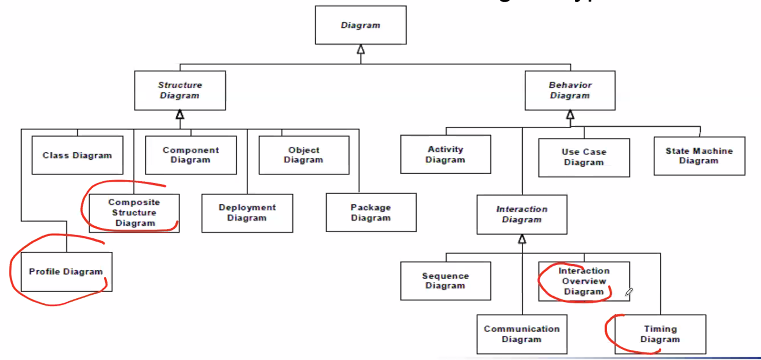 Diagram
Structure
Diagram
Behavior
Diagram
Class Diagram
Component
Diagram
Object
Diagram
Activity
Diagram
Use Case
Diagram
State Machine
Diagram
Composite
Structure
Diagram
Deployment
Diagram
Package
Diagram
Interaction
Diagram
Profile Diagram
Sequence
Diagram
Interaction
Overview
Diagram
Communication
Diagram
Timing
Diagram